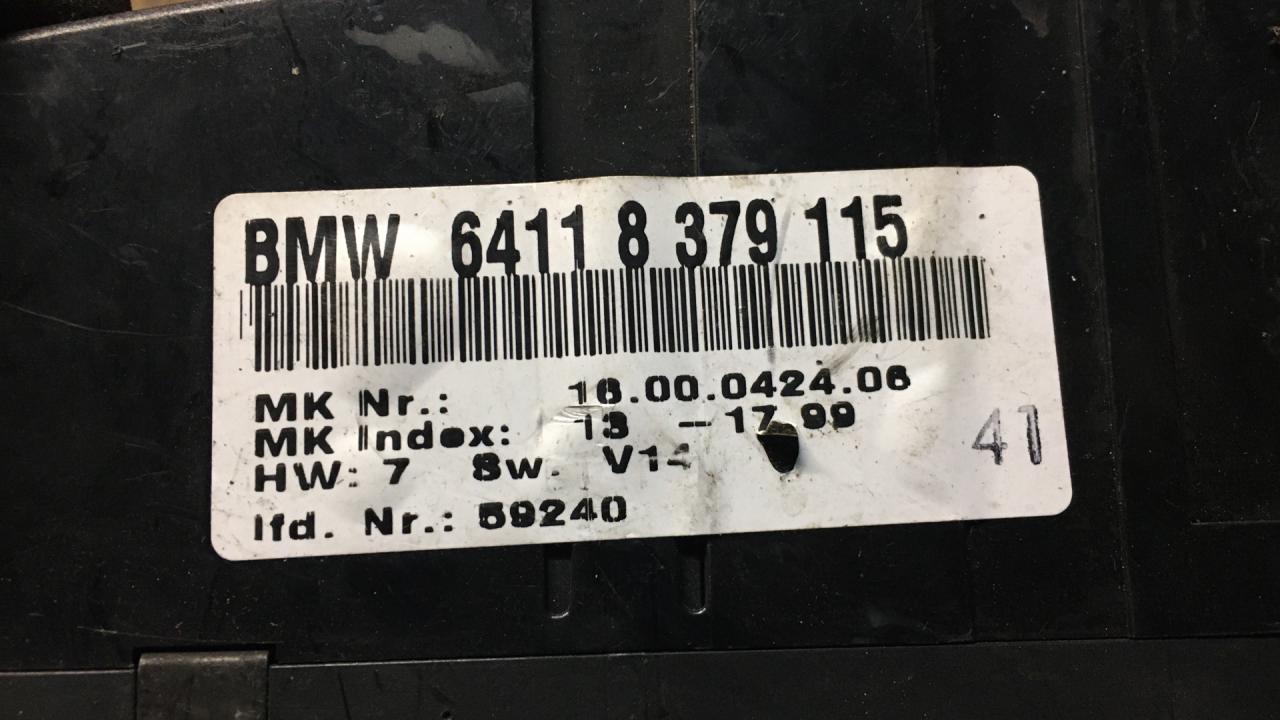 BMW 6411 8 379 115
MK Nr.: 16.00.0424.06
MK Index: 13 - 17 99
HW: 7 Sw. V14
lfd. Nr.: 59240
41